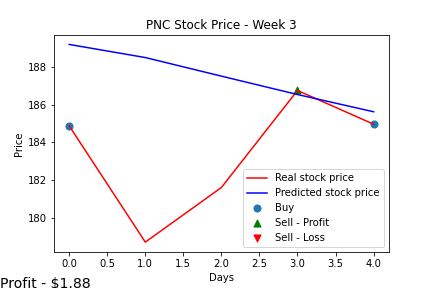 PNC Stock Price - Week 3
Price
188
186
184
182
180
Real stock price
Predicted stock price
Buy
Sell - Profit
Sell - Loss
0.0 0.5 1.0 1.5 2.0 2.5 3.0 3.5 4.0
Days
Profit - $1.88